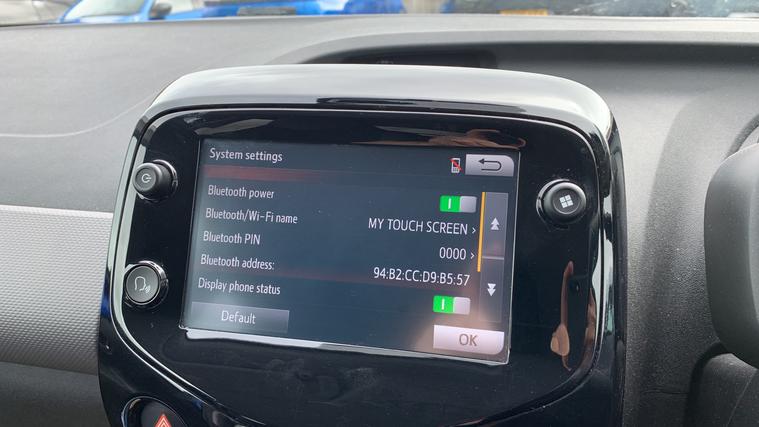 System settings
Bluetooth power
Bluetooth/Wi-Fi name MY TOUCH SCREEN >
Bluetooth PIN 0000 >
Bluetooth address: 94:B2:CC:D9:B5:57
Display phone status
Default OK